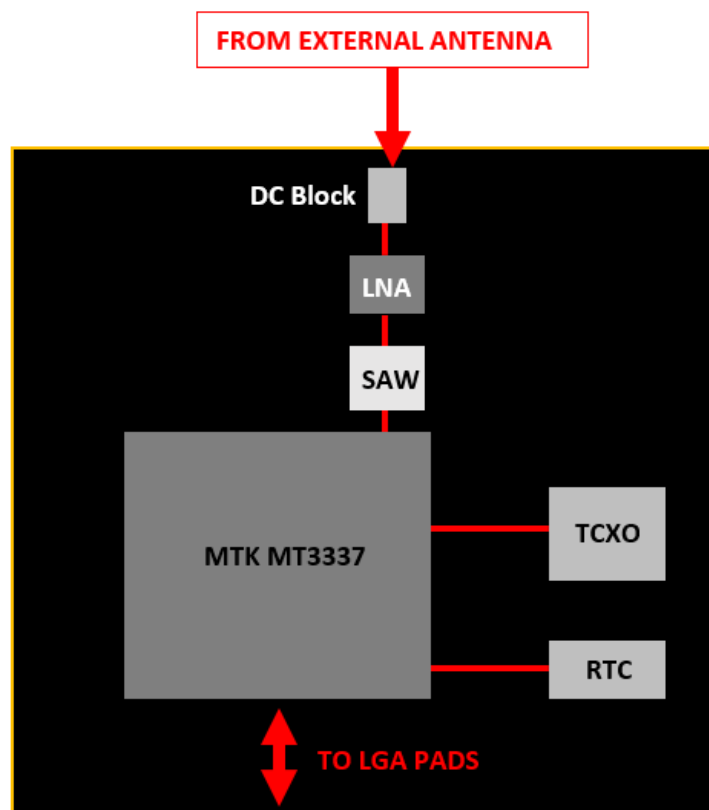 FROM EXTERNAL ANTENNA
DC Block
LNA
SAW
MTK MT3337
TCXO
RTC
TO LGA PADS